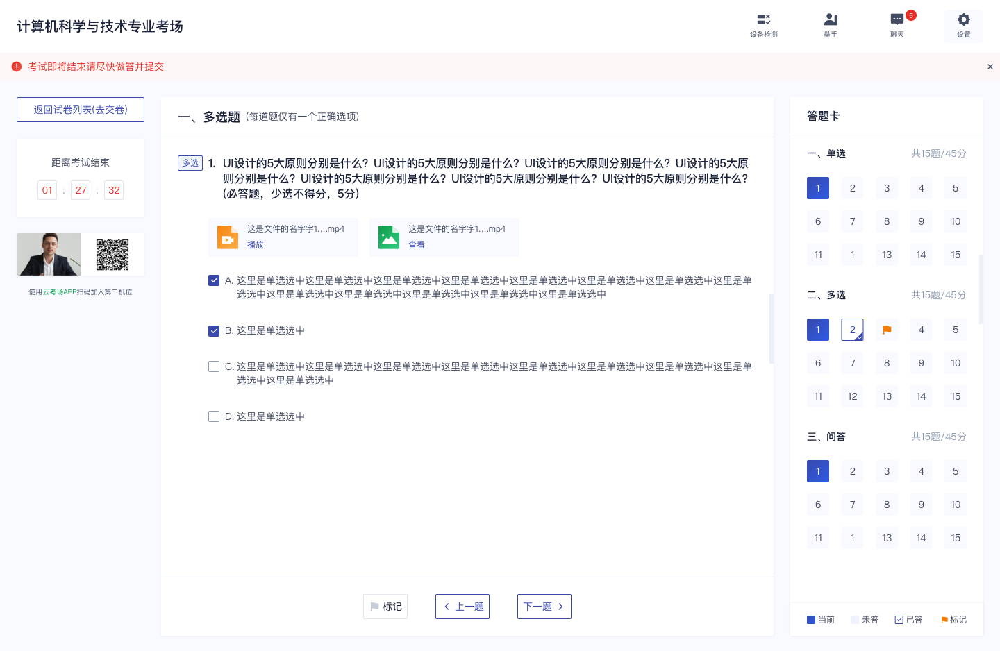 计算机科学与技术专业考场
设备检测
举手
聊天
5
设置
考试即将结束请尽快做答并提交
返回试卷列表(去交卷)
距离考试结束
01 : 27 : 32
使用云考场APP扫码加入第二机位
一、多选题 (每道题仅有一个正确选项)
多选 1. UI设计的5大原则分别是什么? UI设计的5大原则分别是什么? UI设计的5大原则分别是什么? UI设计的5大原
则分别是什么? UI设计的5大原则分别是什么? UI设计的5大原则分别是什么? UI设计的5大原则分别是什么?
(必答题，少选不得分，5分)
这是文件的名字字1....mp4
播放
这是文件的名字字1....mp4
查看
A. 这里是单选选中这里是单选选中这里是单选选中这里是单选选中这里是单选选中这里是单选选中这里是单选选中这里是单
选选中这里是单选选中这里是单选选中这里是单选选中这里是单选选中这里是单选选中
B. 这里是单选选中
C. 这里是单选选中这里是单选选中这里是单选选中这里是单选选中这里是单选选中这里是单选选中这里是单选选中这里是单
选选中这里是单选选中
D. 这里是单选选中
标记
上一题
下一题
答题卡
一、单选 共15题/45分
1 2 3 4 5
6 7 8 9 10
11 1 13 14 15
二、多选 共15题/45分
1 2 4 5
6 7 8 9 10
11 12 13 14 15
三、问答 共15题/45分
1 2 3 4 5
6 7 8 9 10
11 1 13 14 15
当前 未答 已答 标记